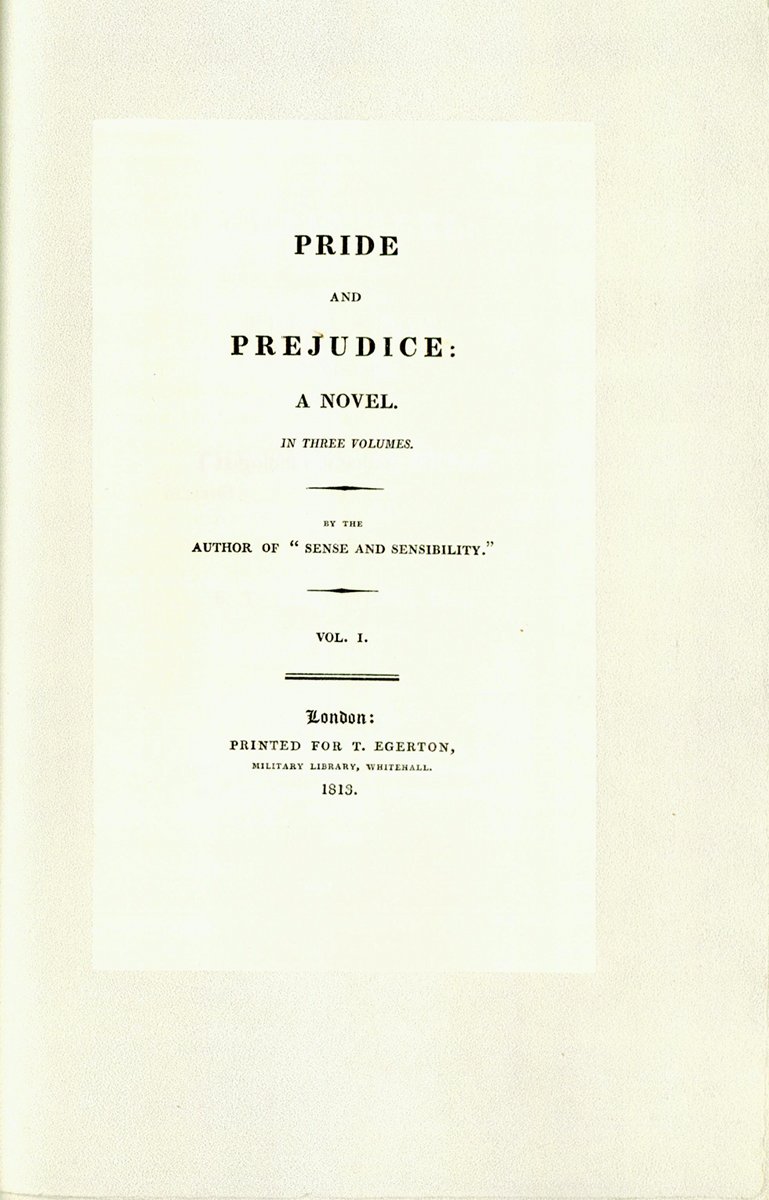 PRIDE
AND
PREJUDICE:
A NOVEL.
IN THREE VOLUMES.
BY THE
AUTHOR OF “ SENSE AND SENSIBILITY.”
VOL. I.
London:
PRINTED FOR T. EGERTON,
MILITARY LIBRARY, WHITEHALL.
1813.